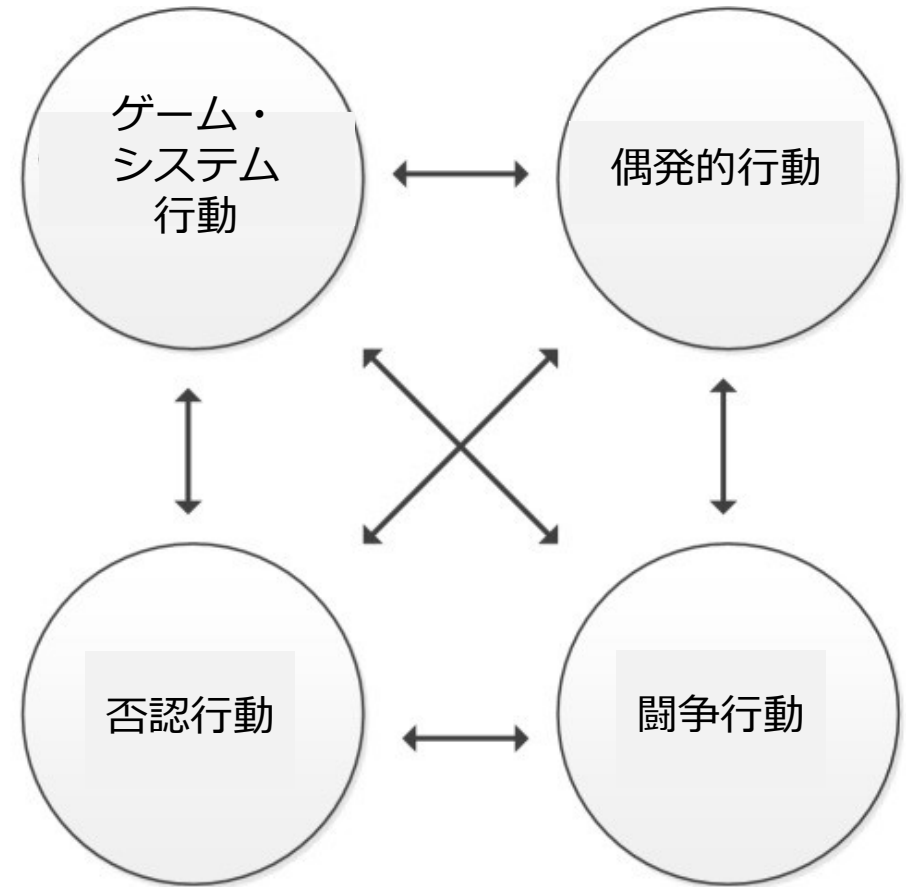 ゲーム・
システム
行動
偶発的行動
否認行動
闘争行動